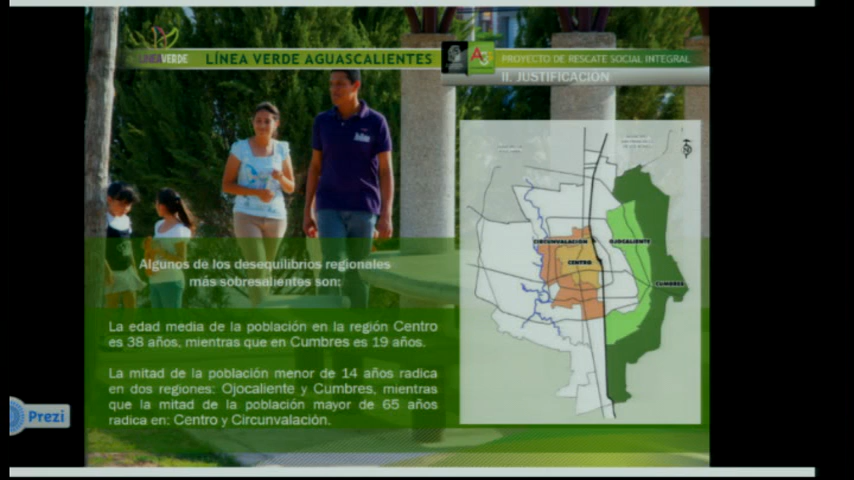 LÍNEA VERDE
LÍNEA VERDE AGUASCALIENTES
PROYECTO DE RESCATE SOCIAL INTEGRAL
II. JUSTIFICACIÓN
CIRCUNVALACIÓN
OJOCALIENTE
CENTRO
CUMBRES
Algunos de los desequilibrios regionales
más sobresalientes son:
La edad media de la población en la región Centro
es 38 años, mientras que en Cumbres es 19 años.
La mitad de la población menor de 14 años radica
en dos regiones: Ojocaliente y Cumbres, mientras
que la mitad de la población mayor de 65 años
radica en: Centro y Circunvalación.
Prezi